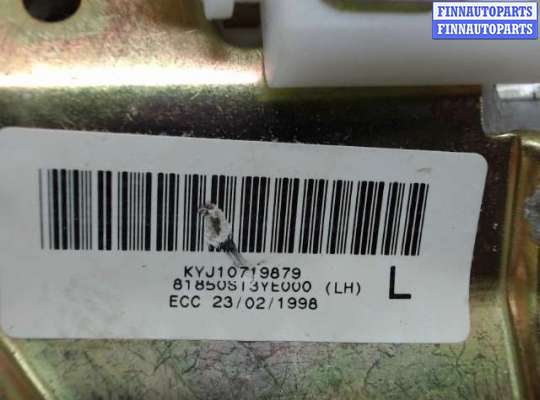 FINNAUTOPARTS
FINNAUTOPARTS
KYJ10719879
81850S13YE000 (LH)
L
ECC 23/02/1998